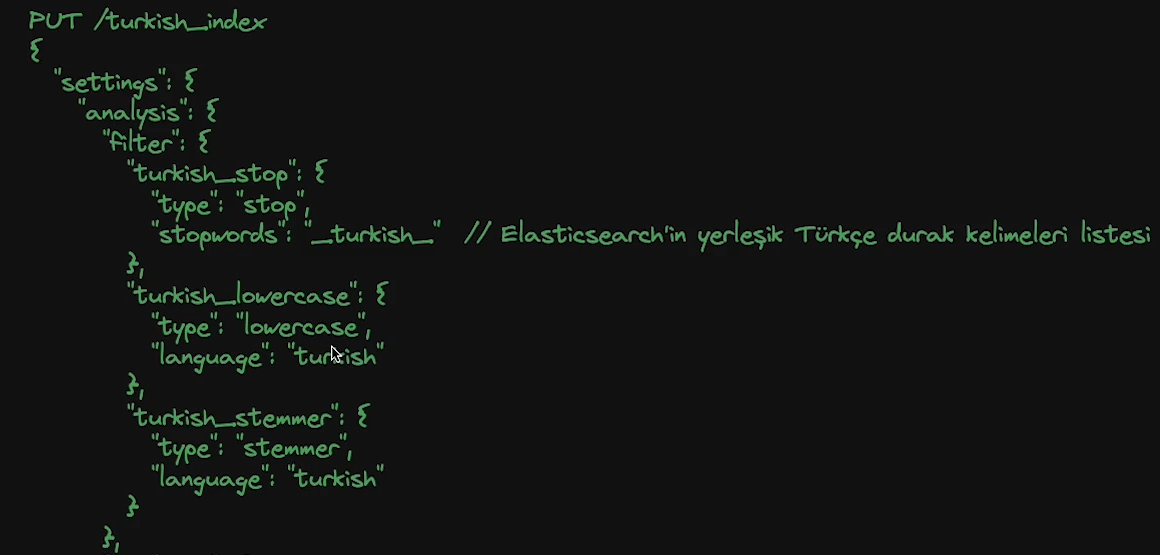 PUT /turkish_index
{
"settings": {
"analysis": {
"filter": {
"turkish_stop": {
"type": "stop",
"stopwords": "_turkish_" // Elasticsearch'in yerleşik Türkçe durak kelimeleri listesi
},
"turkish_lowercase": {
"type": "lowercase",
"language": "turkish"
},
"turkish_stemmer": {
"type": "stemmer",
"language": "turkish"
}
},